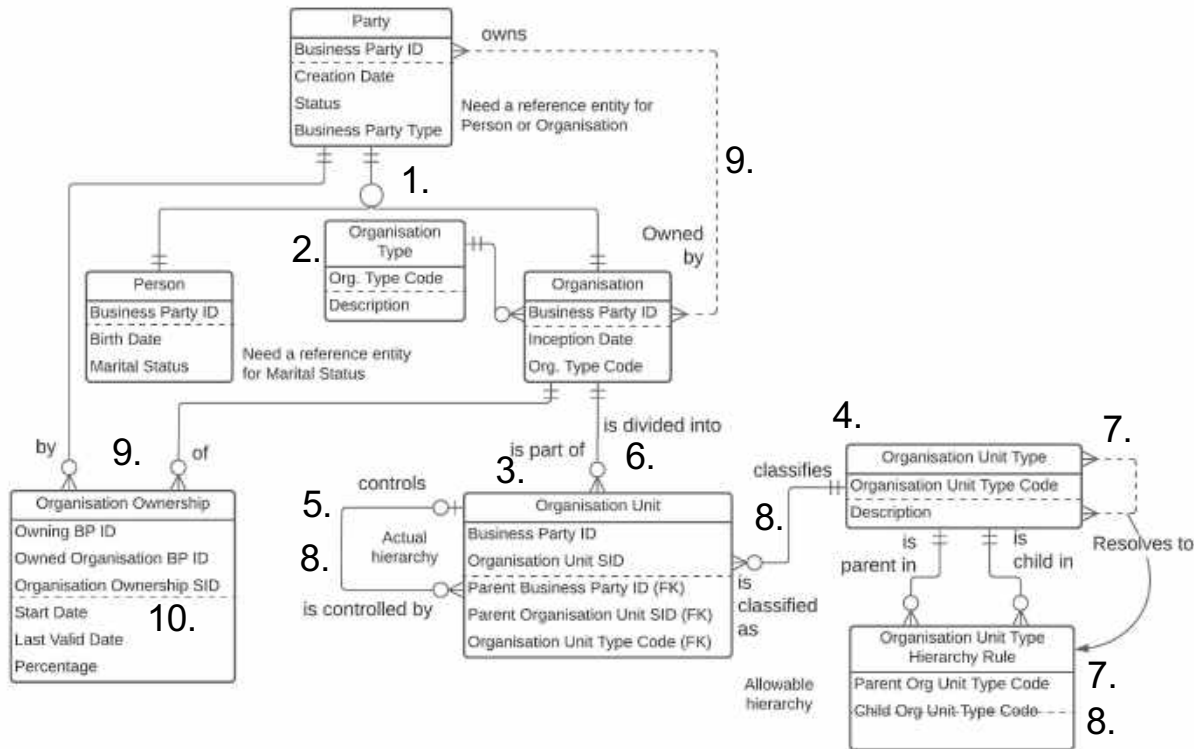 Party
Business Party ID
Creation Date
Status
Business Party Type
owns
Need a reference entity for
Person or Organisation
9.
1.
2.
Organisation
Type
Org. Type Code
Description
Owned
by
Person
Business Party ID
Birth Date
Marital Status
Need a reference entity
for Marital Status
Organisation
Business Party ID
Inception Date
Org. Type Code
by
9.
of
is divided into
is part of
6.
Organisation Ownership
Owning BP ID
Owned Organisation BP ID
Organisation Ownership SID
Start Date
10.
Last Valid Date
Percentage
controls
3.
5.
Actual
hierarchy
8.
is controlled by
Organisation Unit
Business Party ID
Organisation Unit SID
Parent Business Party ID (FK)
Parent Organisation Unit SID (FK)
Organisation Unit Type Code (FK)
classifies
8.
is
classified
as
4.
7.
Organisation Unit Type
Organisation Unit Type Code
Description
is
parent in
is
child in
Resolves to
Organisation Unit Type
Hierarchy Rule
Parent Org Unit Type Code
7.
Child Org Unit Type Code
8.
Allowable
hierarchy